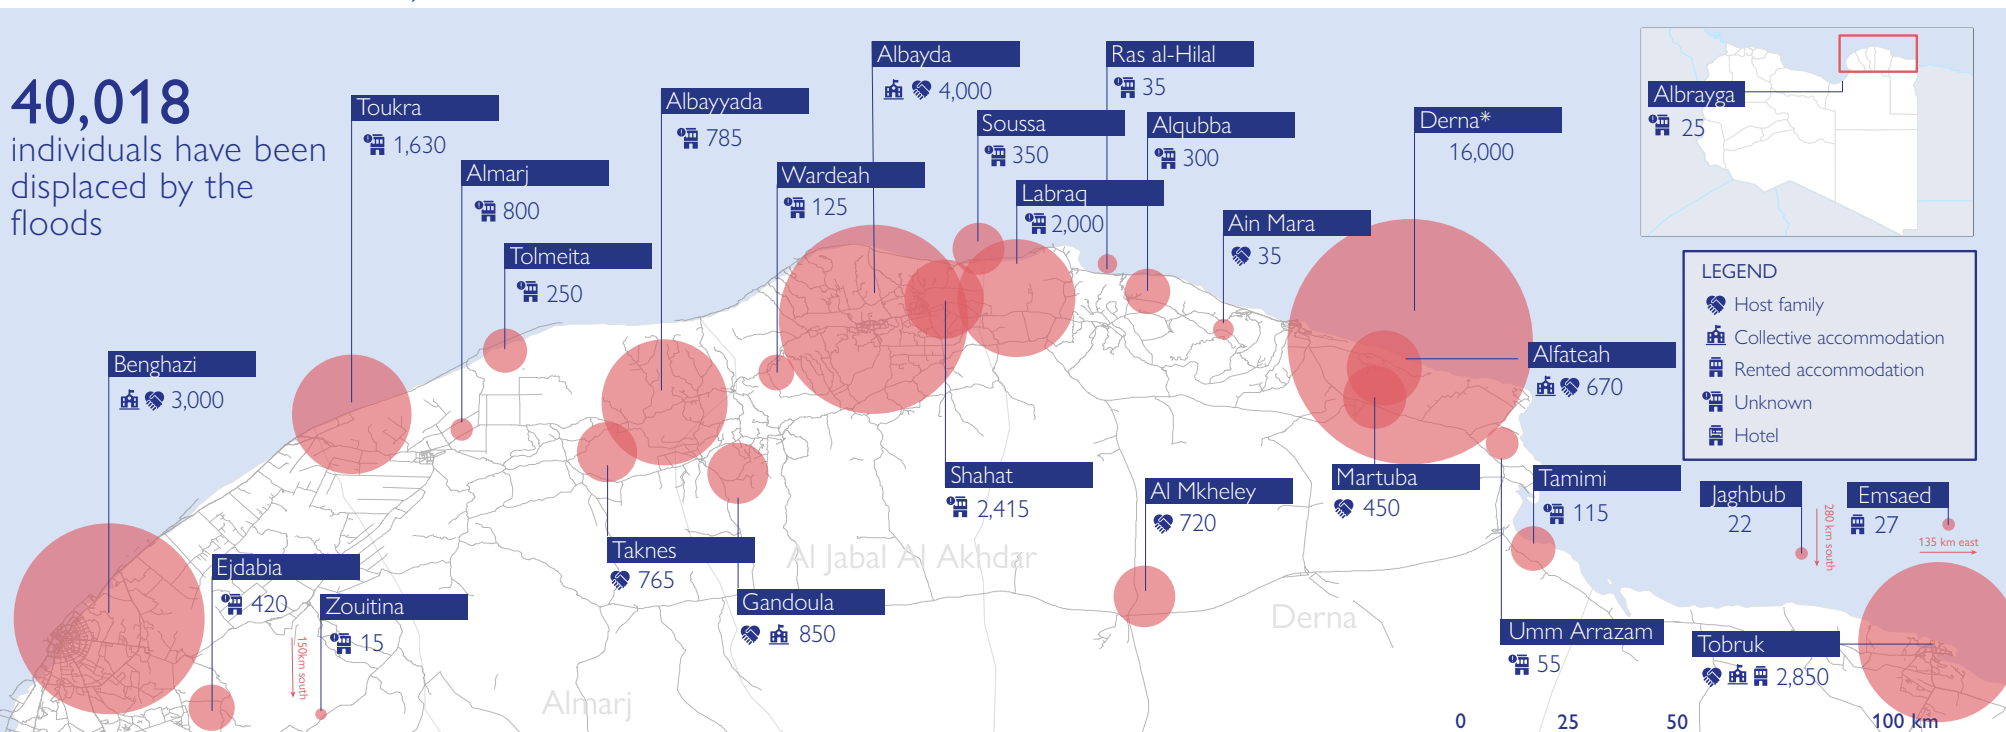 40,018
individuals have been
displaced by the
floods
Toukra
1,630
Almarj
800
Tolmeita
250
Benghazi
3,000
Ejdabia
420
Zouitina
15
150km south
Albayyada
785
Wardeah
125
Albayda
4,000
Soussa
350
Labraq
2,000
Ras al-Hilal
35
Alqubba
300
Ain Mara
35
Derna*
16,000
Albrayga
25
LEGEND
Host family
Collective accommodation
Rented accommodation
Unknown
Hotel
Alfateah
670
Shahat
2,415
Al Mkheley
720
Martuba
450
Tamimi
115
Jaghbub
22
280 km south
Emsaed
27
135 km east
Taknes
765
Gandoula
850
Al Jabal Al Akhdar
Derna
Almarj
Umm Arrazam
55
Tobruk
2,850
0 25 50 100 km